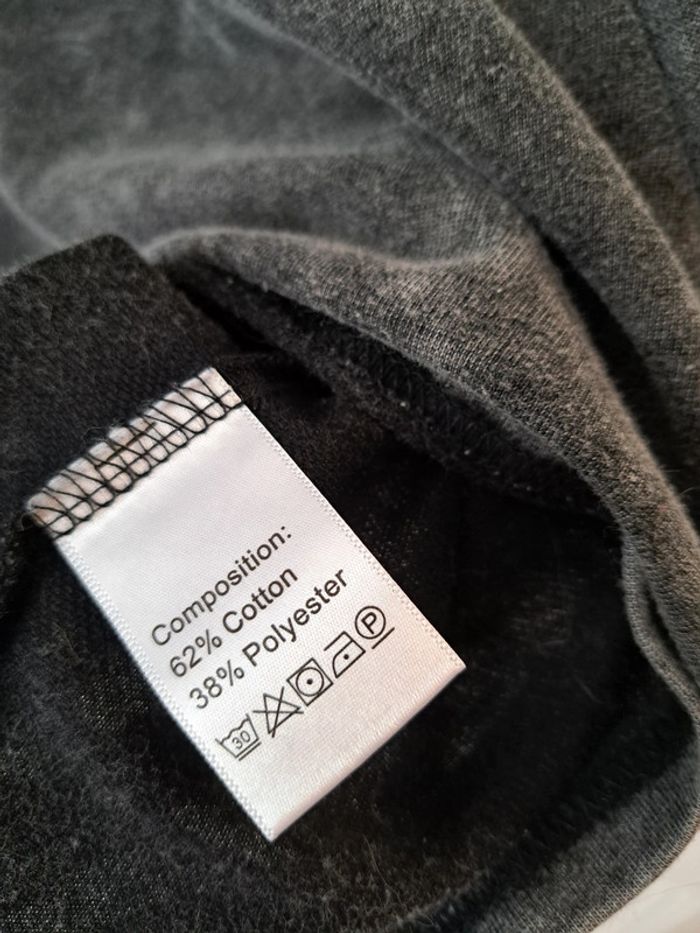 Composition:
62% Cotton
38% Polyester
30 P